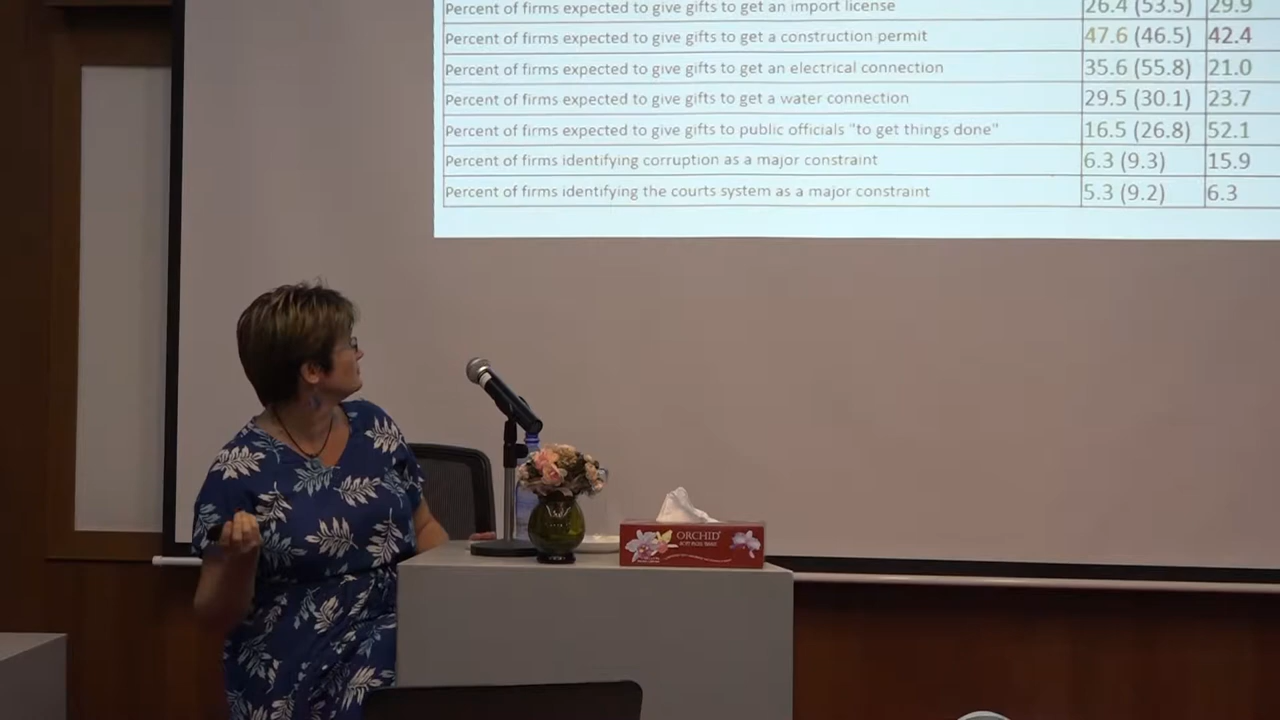 Percent of firms expected to give gifts to get an import license 26.4 (53.5) 29.9
Percent of firms expected to give gifts to get a construction permit 47.6 (46.5) 42.4
Percent of firms expected to give gifts to get an electrical connection 35.6 (55.8) 21.0
Percent of firms expected to give gifts to get a water connection 29.5 (30.1) 23.7
Percent of firms expected to give gifts to public officials "to get things done" 16.5 (26.8) 52.1
Percent of firms identifying corruption as a major constraint 6.3 (9.3) 15.9
Percent of firms identifying the courts system as a major constraint 5.3 (9.2) 6.3
ORCHID